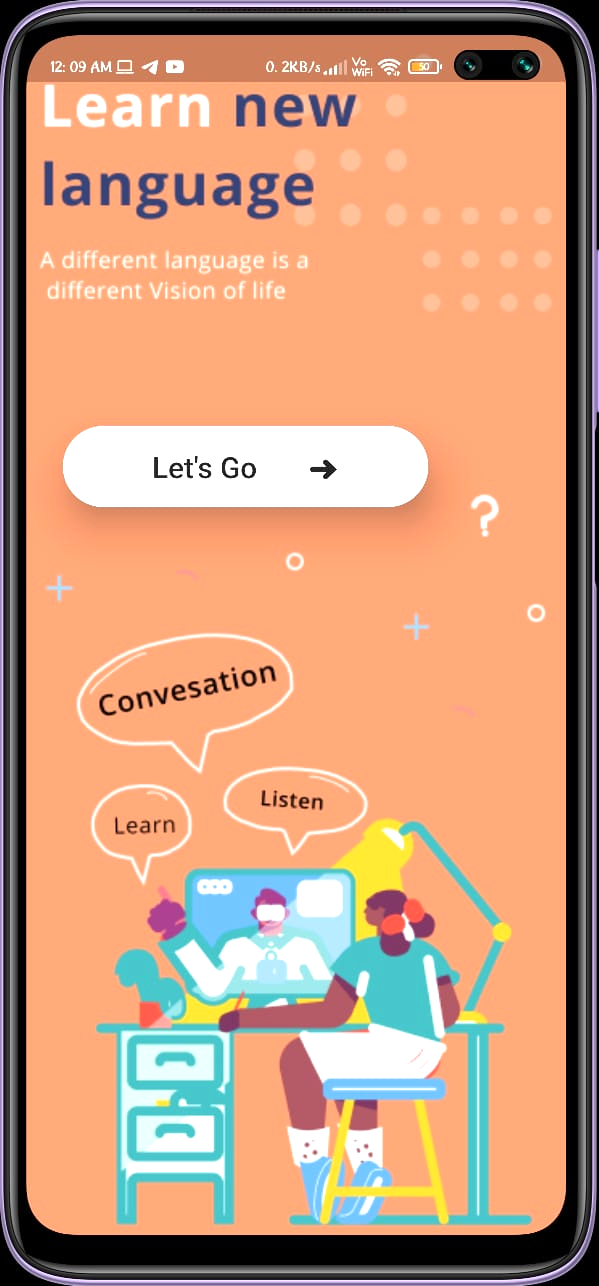 12: 09 AM 0. 2KB/s Vo WiFi 50
Learn new
language
A different language is a
different Vision of life
Let's Go
?
Convesation
Listen
Learn